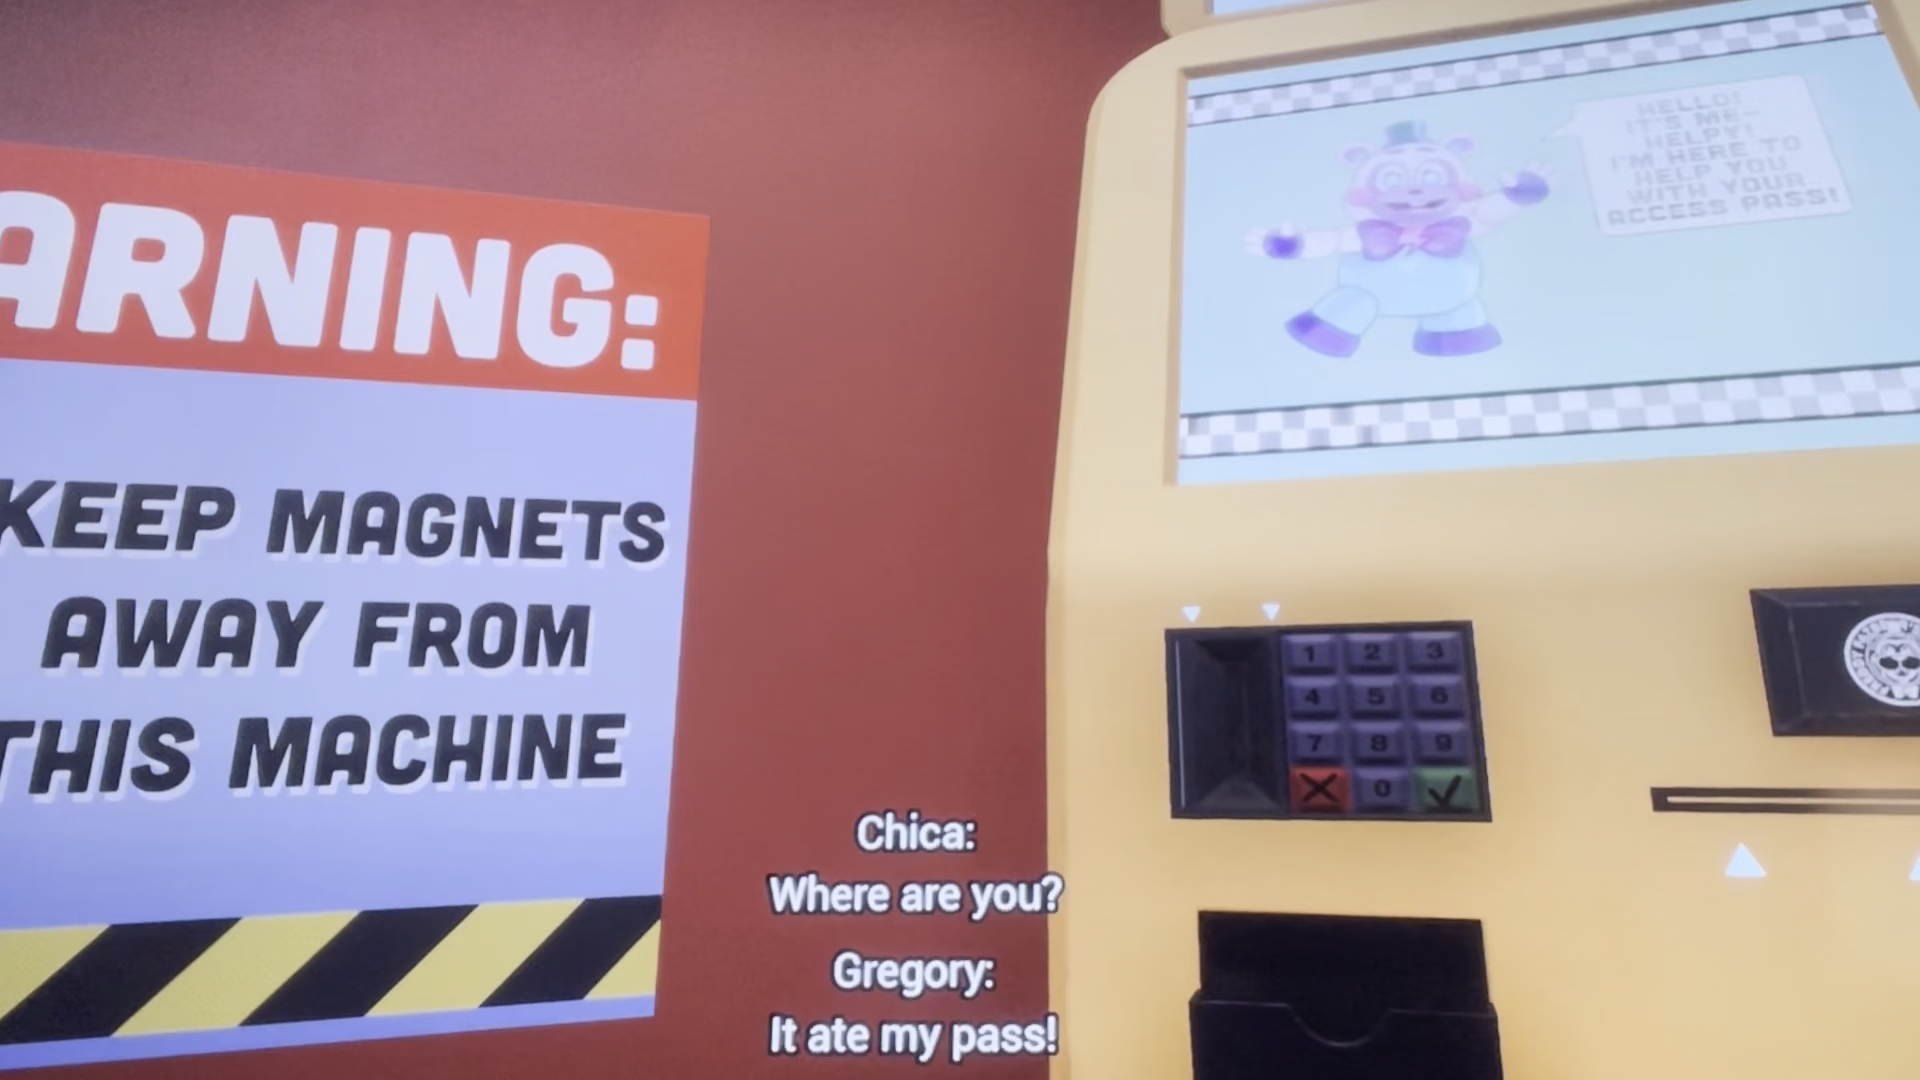 ARNING:
KEEP MAGNETS
AWAY FROM
THIS MACHINE
HELLO!
IT'S ME_
HELPY!
I'M HERE TO
HELP YOU
WITH YOUR
ACCESS PASS!
1 2 3
4 5 6
7 8 9
0
Chica:
Where are you?
Gregory:
It ate my pass!